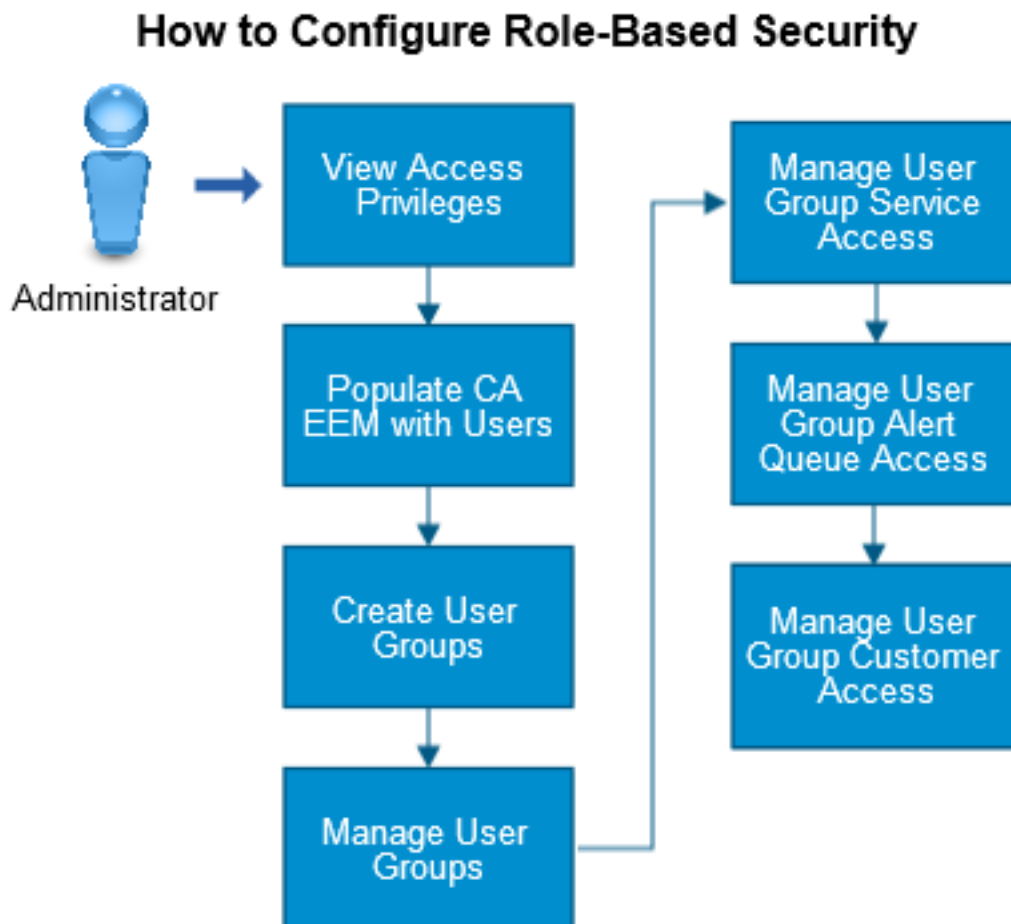 How to Configure Role-Based Security
Administrator
View Access
Privileges
Populate CA
EEM with Users
Create User
Groups
Manage User
Groups
Manage User
Group Service
Access
Manage User
Group Alert
Queue Access
Manage User
Group Customer
Access